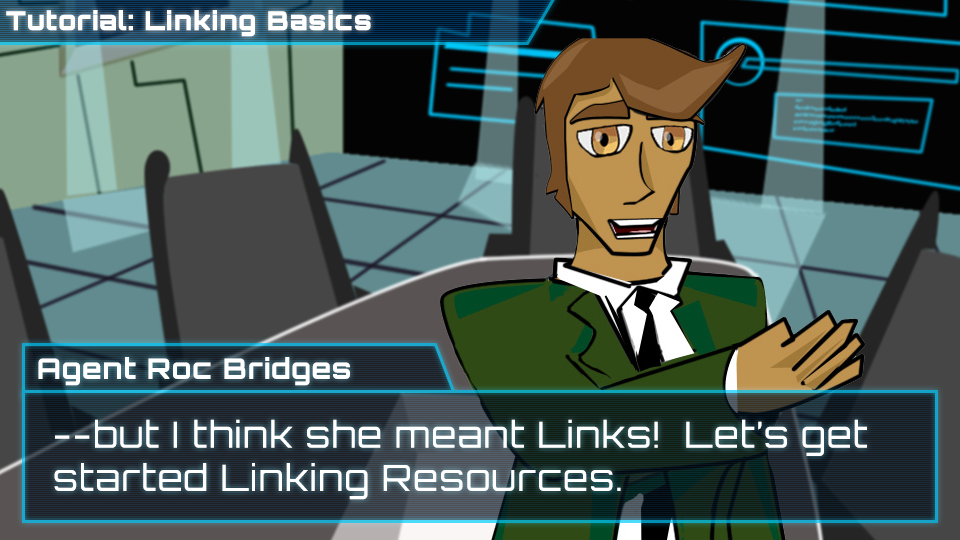 Tutorial: Linking Basics
Agent Roc Bridges
--but I think she meant Links!  Let's get
started Linking Resources.